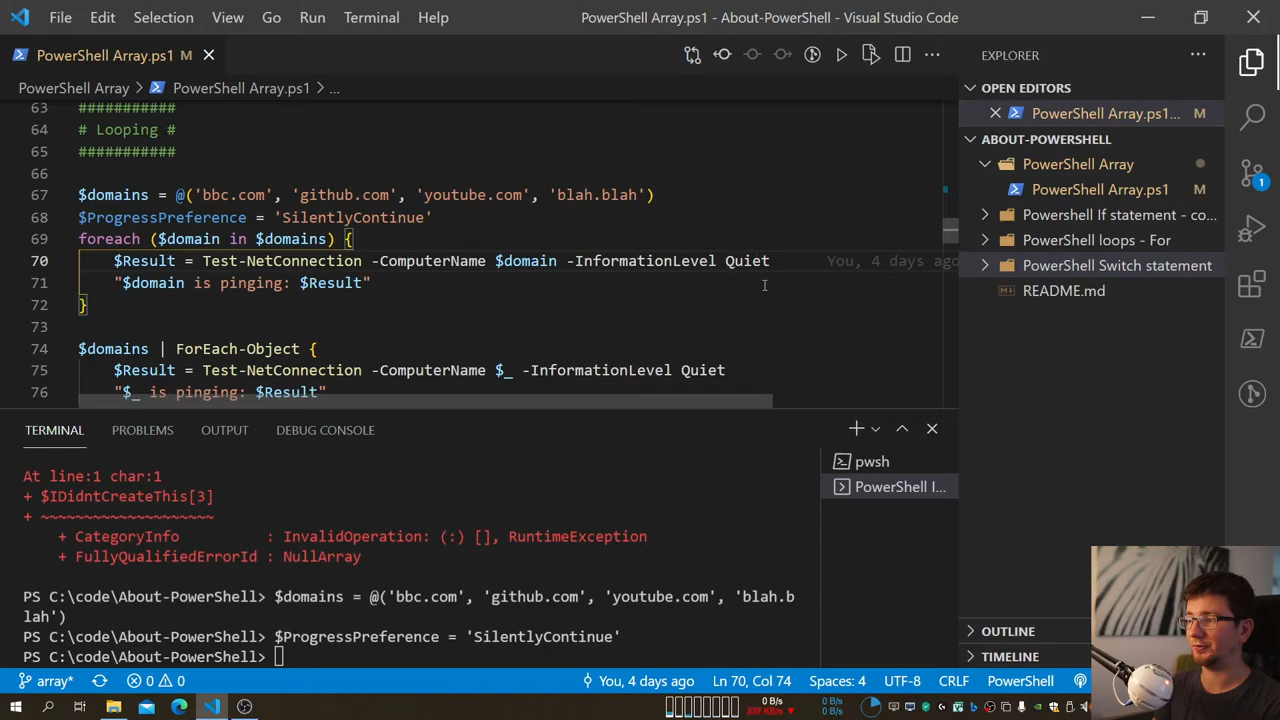 File Edit Selection View Go Run Terminal Help PowerShell Array.ps1 - About-PowerShell - Visual Studio Code
PowerShell Array.ps1 M
PowerShell Array > PowerShell Array.ps1 > ...
63 ###########
64 # Looping #
65 ###########
66
67 $domains = @('bbc.com', 'github.com', 'youtube.com', 'blah.blah')
68 $ProgressPreference = 'SilentlyContinue'
69 foreach ($domain in $domains) {
70 $Result = Test-NetConnection -ComputerName $domain -InformationLevel Quiet You, 4 days ago
71 "$domain is pinging: $Result"
72 }
73
74 $domains | ForEach-Object {
75 $Result = Test-NetConnection -ComputerName $_ -InformationLevel Quiet
76 "$_ is pinging: $Result"
EXPLORER
OPEN EDITORS
PowerShell Array.ps1... M
ABOUT-POWERSHELL
PowerShell Array
PowerShell Array.ps1 M
Powershell If statement - co...
PowerShell loops - For
PowerShell Switch statement
README.md
OUTLINE
TIMELINE
1
TERMINAL PROBLEMS OUTPUT DEBUG CONSOLE
pwsh
PowerShell I...
At line:1 char:1
+ $IDidntCreateThis[3]
+ ~~~~~~~~~~~~~~~~~~~~
+ CategoryInfo : InvalidOperation: (:) [], RuntimeException
+ FullyQualifiedErrorId : NullArray
PS C:\code\About-PowerShell> $domains = @('bbc.com', 'github.com', 'youtube.com', 'blah.b
lah')
PS C:\code\About-PowerShell> $ProgressPreference = 'SilentlyContinue'
PS C:\code\About-PowerShell>
array* 0 0 You, 4 days ago Ln 70, Col 74 Spaces: 4 UTF-8 CRLF PowerShell
0 B/s 0 B/s
0 B/s